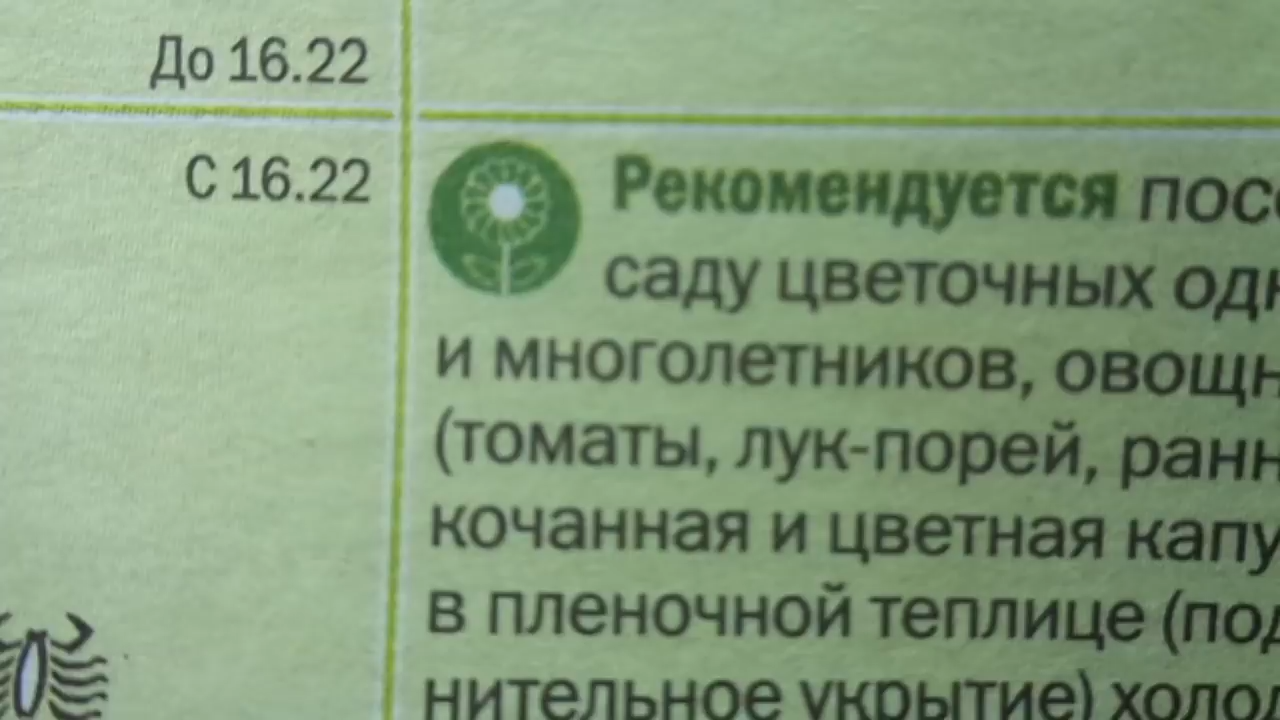 До 16.22
С 16.22
Рекомендуется
саду цветочных
и многолетников,
(томаты, лук-порей,
кочанная и цветная
в пленочной теплице
нительное укрытие)